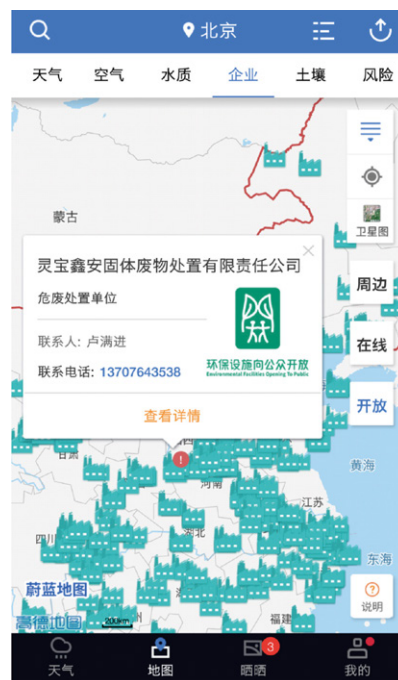 北京
天气 空气 水质 企业 土壤 风险
蒙古
卫星图
灵宝鑫安固体废物处置有限责任公司
危废处置单位
周边
联系人: 卢满进
在线
联系电话: 13707643538
环保设施向公众开放
Environmental Facilities Opening To Public
开放
查看详情
甘肃
黄海
河南
江苏
四川
湖北
东海
蔚蓝地图
高德地图
200km
福建
?
说明
3
天气 地图 晒晒 我的